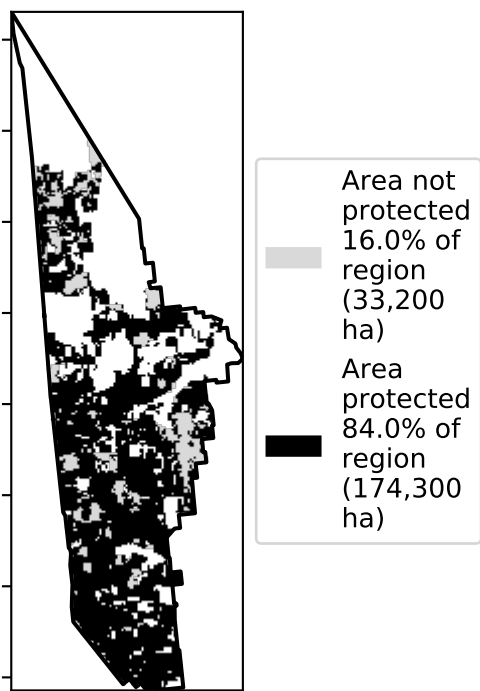 Area not
protected
16.0% of
region
(33,200
ha)
Area
protected
84.0% of
region
(174,300
ha)